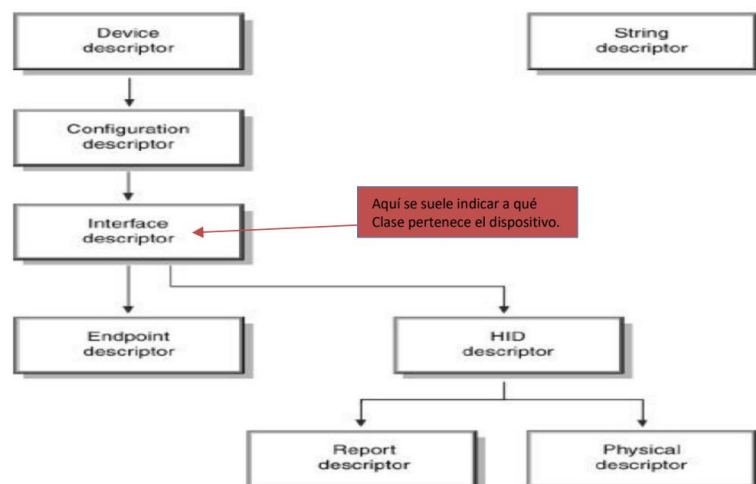 Device
descriptor
String
descriptor
Configuration
descriptor
Aquí se suele indicar a qué
Clase pertenece el dispositivo.
Interface
descriptor
Endpoint
descriptor
HID
descriptor
Report
descriptor
Physical
descriptor